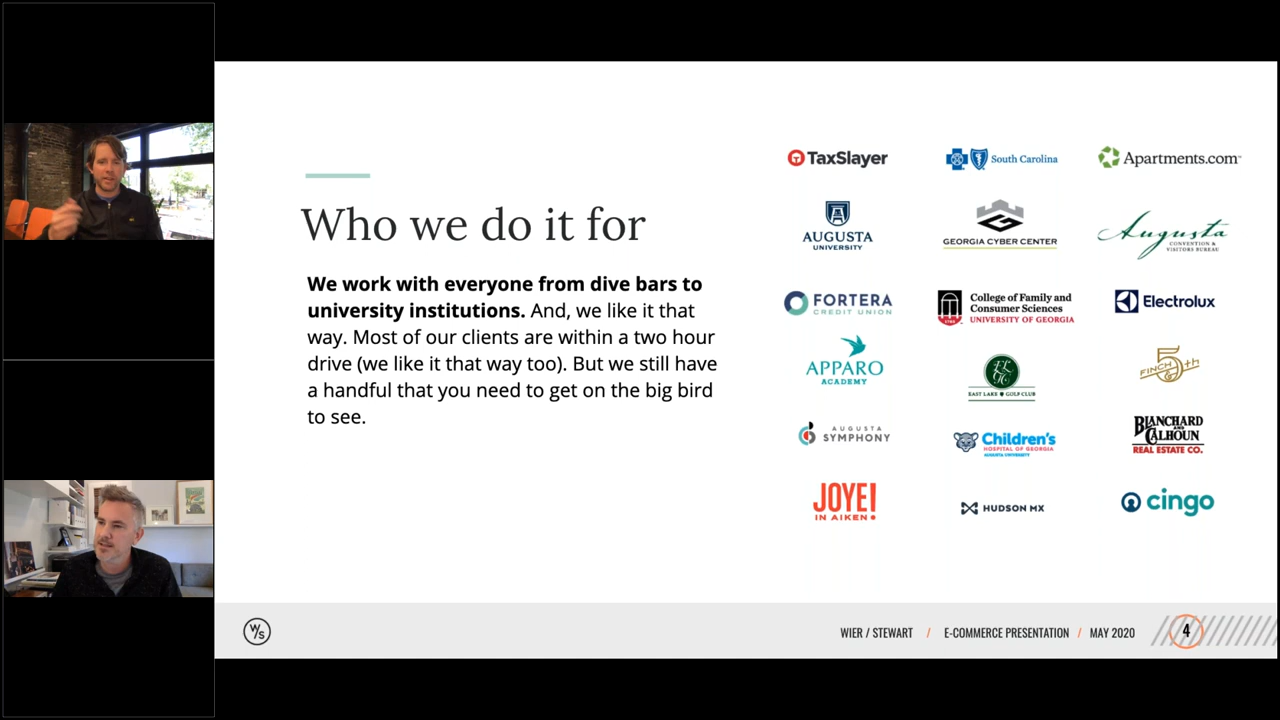 Who we do it for
We work with everyone from dive bars to
university institutions. And, we like it that
way. Most of our clients are within a two hour
drive (we like it that way too). But we still have
a handful that you need to get on the big bird
to see.
TaxSlayer
South Carolina
Apartments.com™
AUGUSTA
UNIVERSITY
GEORGIA CYBER CENTER
Augusta
CONVENTION &
VISITORS BUREAU
FORTERA
CREDIT UNION
College of Family and
Consumer Sciences
UNIVERSITY OF GEORGIA
Electrolux
APPARO
ACADEMY
EAST LAKE GOLF CLUB
FINCH 5th
AUGUSTA
SYMPHONY
Children's
HOSPITAL OF GEORGIA
AUGUSTA UNIVERSITY
BLANCHARD
AND
CALHOUN
REAL ESTATE CO.
JOYE!
IN AIKEN!
HUDSON MX
cingo
W/S
WIER / STEWART / E-COMMERCE PRESENTATION / MAY 2020
4